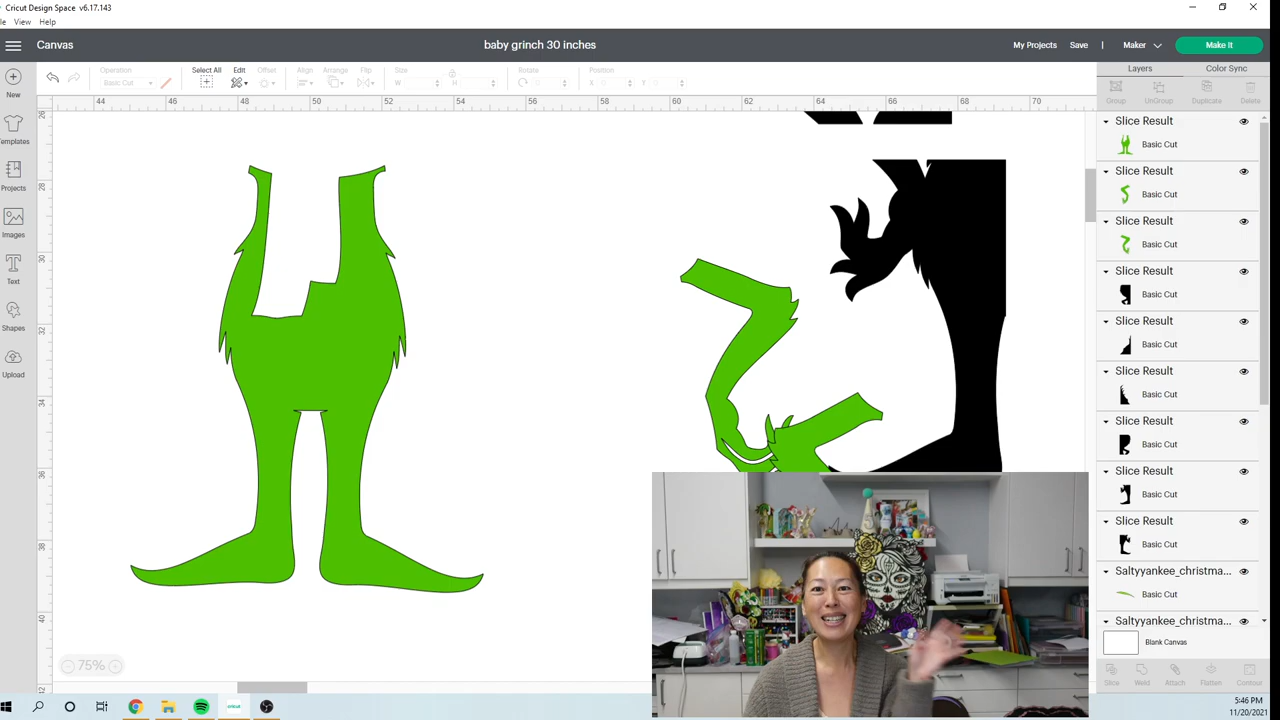 Cricut Design Space v6.17.143
le View Help
Canvas
baby grinch 30 inches
My Projects Save | Maker Make It
Operation
Basic Cut
Select All
Edit
Offset
Align
Arrange
Flip
Size
W
H
Rotate
Position
X 0
Y 0
Layers Color Sync
New
Templates
Projects
Images
Text
Shapes
Upload
44 46 48 50 52 54 56 58 60 62 64 66 68 70
26
28
30
32
34
36
38
40
42
75%
Group UnGroup Duplicate Delete
Slice Result
Basic Cut
Slice Result
Basic Cut
Slice Result
Basic Cut
Slice Result
Basic Cut
Slice Result
Basic Cut
Slice Result
Basic Cut
Slice Result
Basic Cut
Slice Result
Basic Cut
Slice Result
Basic Cut
Saltyyankee_christma...
Basic Cut
Saltyyankee_christma...
Blank Canvas
Slice Weld Attach Flatten Contour
cricut
5:46 PM
11/20/2021